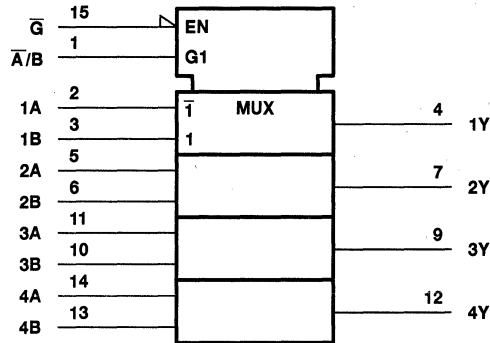 G̅ 15 EN
A̅/B 1 G1
1A 2 1̅ MUX 4 1Y
1B 3 1
2A 5 7 2Y
2B 6
3A 11 9 3Y
3B 10
4A 14 12 4Y
4B 13